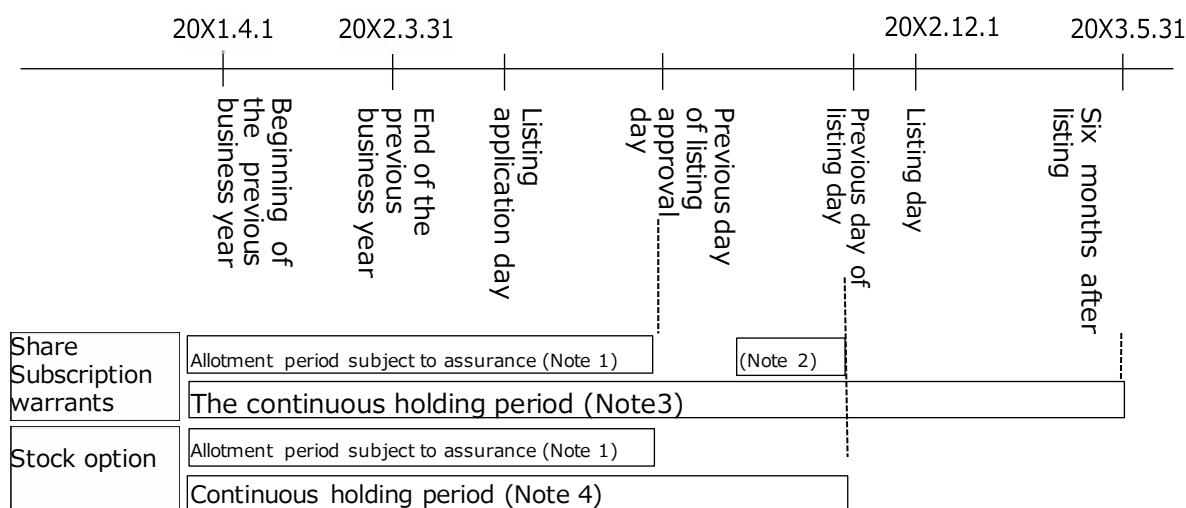 20X1.4.1
20X2.3.31
20X2.12.1
20X3.5.31
Beginning of
the previous
business year
End of the
previous
business year
Listing
application day
Previous day
of listing
approval
day
Previous day of
listing day
Listing day
Six months after
listing
Share
Subscription
warrants
Allotment period subject to assurance (Note 1)
(Note 2)
The continuous holding period (Note3)
Stock option
Allotment period subject to assurance (Note 1)
Continuous holding period (Note 4)